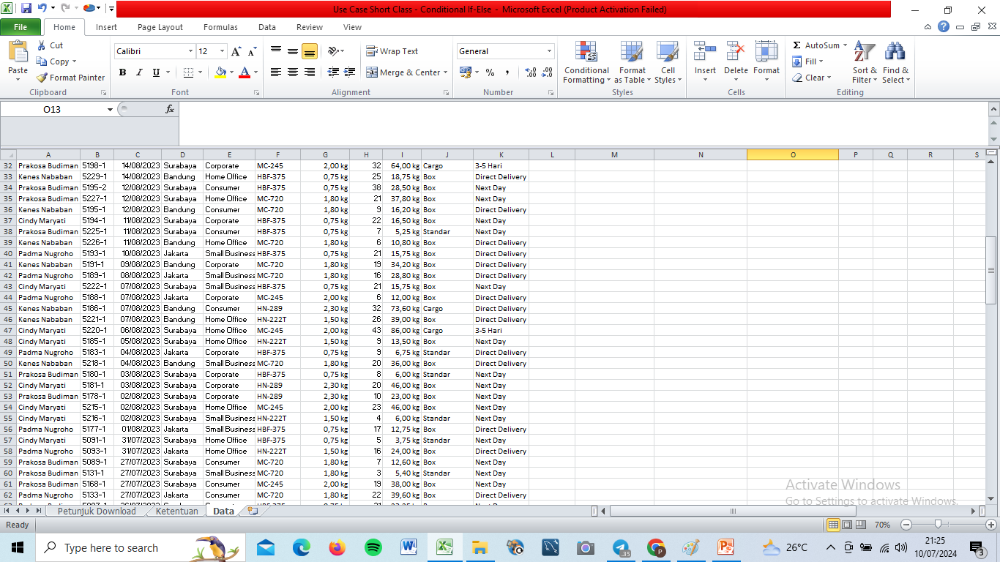 Use Case Short Class - Conditional If-Else - Microsoft Excel (Product Activation Failed)
File Home Insert Page Layout Formulas Data Review View
Paste Cut Copy Format Painter Clipboard
Calibri 12 B I U Font
Wrap Text Merge & Center Alignment
General % , Number
Conditional Formatting Format as Table Cell Styles Styles
Insert Delete Format Cells
Σ AutoSum Fill Clear Sort & Filter Find & Select Editing
O13 fx
A B C D E F G H I J K L M N O P Q R S
32 Prakosa Budiman 5198-1 14/08/2023 Surabaya Corporate MC-245 2,00 kg 32 64,00 kg Cargo 3-5 Hari
33 Kenes Nababan 5229-1 14/08/2023 Bandung Home Office HBF-375 0,75 kg 25 18,75 kg Box Direct Delivery
34 Prakosa Budiman 5195-2 12/08/2023 Surabaya Consumer HBF-375 0,75 kg 38 28,50 kg Box Next Day
35 Prakosa Budiman 5227-1 12/08/2023 Surabaya Home Office MC-720 1,80 kg 21 37,80 kg Box Next Day
36 Kenes Nababan 5195-1 12/08/2023 Bandung Consumer MC-720 1,80 kg 9 16,20 kg Box Direct Delivery
37 Cindy Maryati 5194-1 11/08/2023 Surabaya Corporate HBF-375 0,75 kg 22 16,50 kg Box Next Day
38 Prakosa Budiman 5225-1 11/08/2023 Surabaya Consumer HBF-375 0,75 kg 7 5,25 kg Standar Next Day
39 Kenes Nababan 5226-1 11/08/2023 Bandung Home Office MC-720 1,80 kg 6 10,80 kg Box Direct Delivery
40 Padma Nugroho 5193-1 10/08/2023 Jakarta Small Business HBF-375 0,75 kg 21 15,75 kg Box Direct Delivery
41 Kenes Nababan 5191-1 09/08/2023 Bandung Corporate MC-720 1,80 kg 19 34,20 kg Box Direct Delivery
42 Padma Nugroho 5189-1 08/08/2023 Jakarta Small Business MC-720 1,80 kg 16 28,80 kg Box Direct Delivery
43 Cindy Maryati 5222-1 07/08/2023 Surabaya Small Business HBF-375 0,75 kg 21 15,75 kg Box Next Day
44 Padma Nugroho 5188-1 07/08/2023 Jakarta Corporate MC-245 2,00 kg 6 12,00 kg Box Direct Delivery
45 Kenes Nababan 5186-1 07/08/2023 Bandung Consumer HN-289 2,30 kg 32 73,60 kg Cargo Direct Delivery
46 Kenes Nababan 5221-1 07/08/2023 Bandung Home Office HN-222T 1,50 kg 26 39,00 kg Box Direct Delivery
47 Cindy Maryati 5220-1 06/08/2023 Surabaya Home Office MC-245 2,00 kg 43 86,00 kg Cargo 3-5 Hari
48 Cindy Maryati 5185-1 05/08/2023 Surabaya Home Office HN-222T 1,50 kg 9 13,50 kg Box Next Day
49 Padma Nugroho 5183-1 04/08/2023 Jakarta Corporate HBF-375 0,75 kg 9 6,75 kg Standar Direct Delivery
50 Kenes Nababan 5218-1 04/08/2023 Bandung Small Business MC-720 1,80 kg 20 36,00 kg Box Direct Delivery
51 Prakosa Budiman 5180-1 03/08/2023 Surabaya Corporate HBF-375 0,75 kg 8 6,00 kg Standar Next Day
52 Cindy Maryati 5181-1 03/08/2023 Surabaya Corporate HN-289 2,30 kg 20 46,00 kg Box Next Day
53 Prakosa Budiman 5178-1 02/08/2023 Surabaya Corporate HN-289 2,30 kg 10 23,00 kg Box Next Day
54 Cindy Maryati 5215-1 02/08/2023 Surabaya Home Office MC-245 2,00 kg 23 46,00 kg Box Next Day
55 Cindy Maryati 5216-1 02/08/2023 Surabaya Small Business HN-222T 1,50 kg 4 6,00 kg Standar Next Day
56 Padma Nugroho 5177-1 01/08/2023 Jakarta Small Business HBF-375 0,75 kg 17 12,75 kg Box Direct Delivery
57 Cindy Maryati 5091-1 31/07/2023 Surabaya Home Office HBF-375 0,75 kg 5 3,75 kg Standar Next Day
58 Padma Nugroho 5093-1 31/07/2023 Jakarta Home Office HN-222T 1,50 kg 16 24,00 kg Box Direct Delivery
59 Prakosa Budiman 5089-1 27/07/2023 Surabaya Consumer MC-720 1,80 kg 7 12,60 kg Box Next Day
60 Prakosa Budiman 5131-1 27/07/2023 Surabaya Small Business MC-720 1,80 kg 3 5,40 kg Standar Next Day
61 Prakosa Budiman 5168-1 27/07/2023 Surabaya Consumer MC-245 2,00 kg 19 38,00 kg Box Next Day
62 Padma Nugroho 5133-1 27/07/2023 Jakarta Consumer MC-720 1,80 kg 22 39,60 kg Box Direct Delivery
Activate Windows
Go to Settings to activate Windows.
Petunjuk Download Ketentuan Data
Ready 70%
Type here to search 35 26°C 21:25
10/07/2024 3